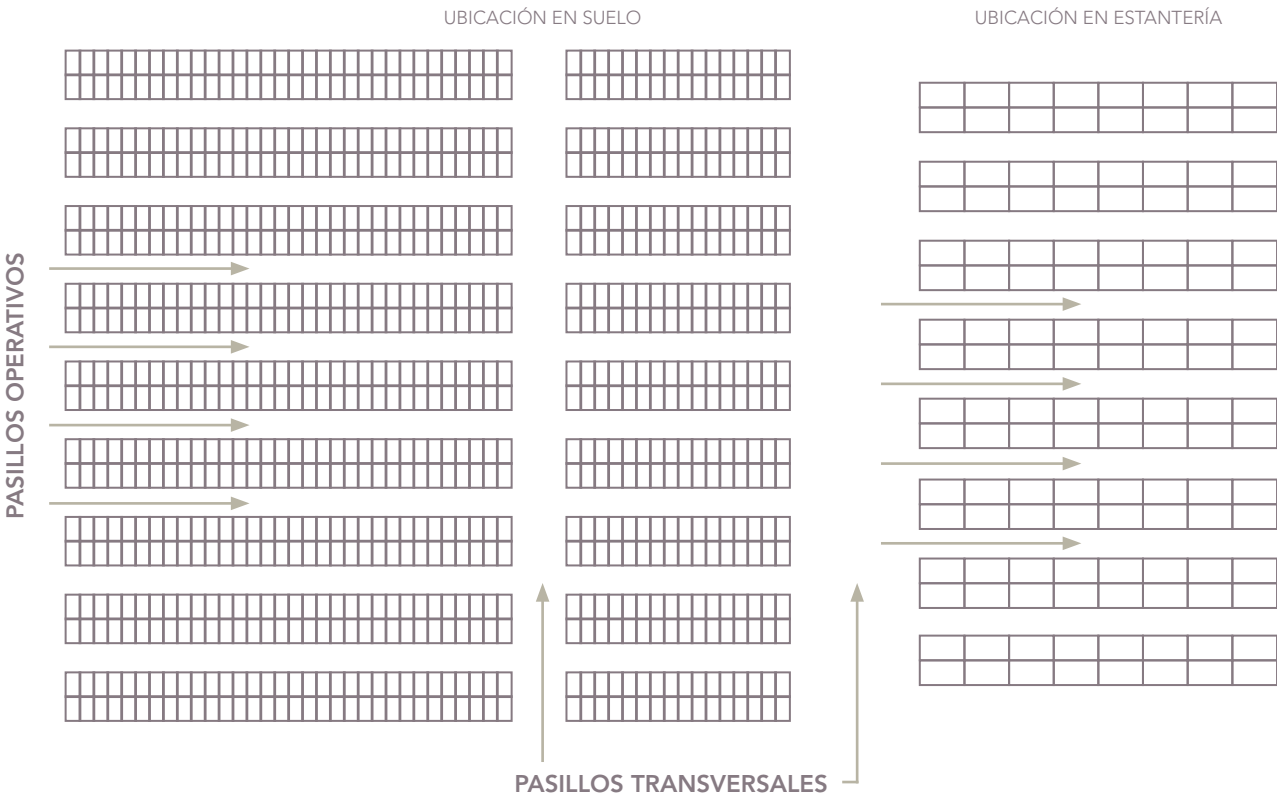 UBICACIÓN EN SUELO
UBICACIÓN EN ESTANTERÍA
PASILLOS OPERATIVOS
PASILLOS TRANSVERSALES